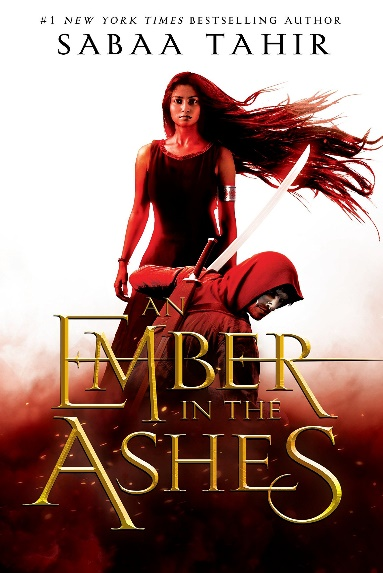 #1 NEW YORK TIMES BESTSELLING AUTHOR
SABAA TAHIR
AN
EMBER
IN THE
ASHES